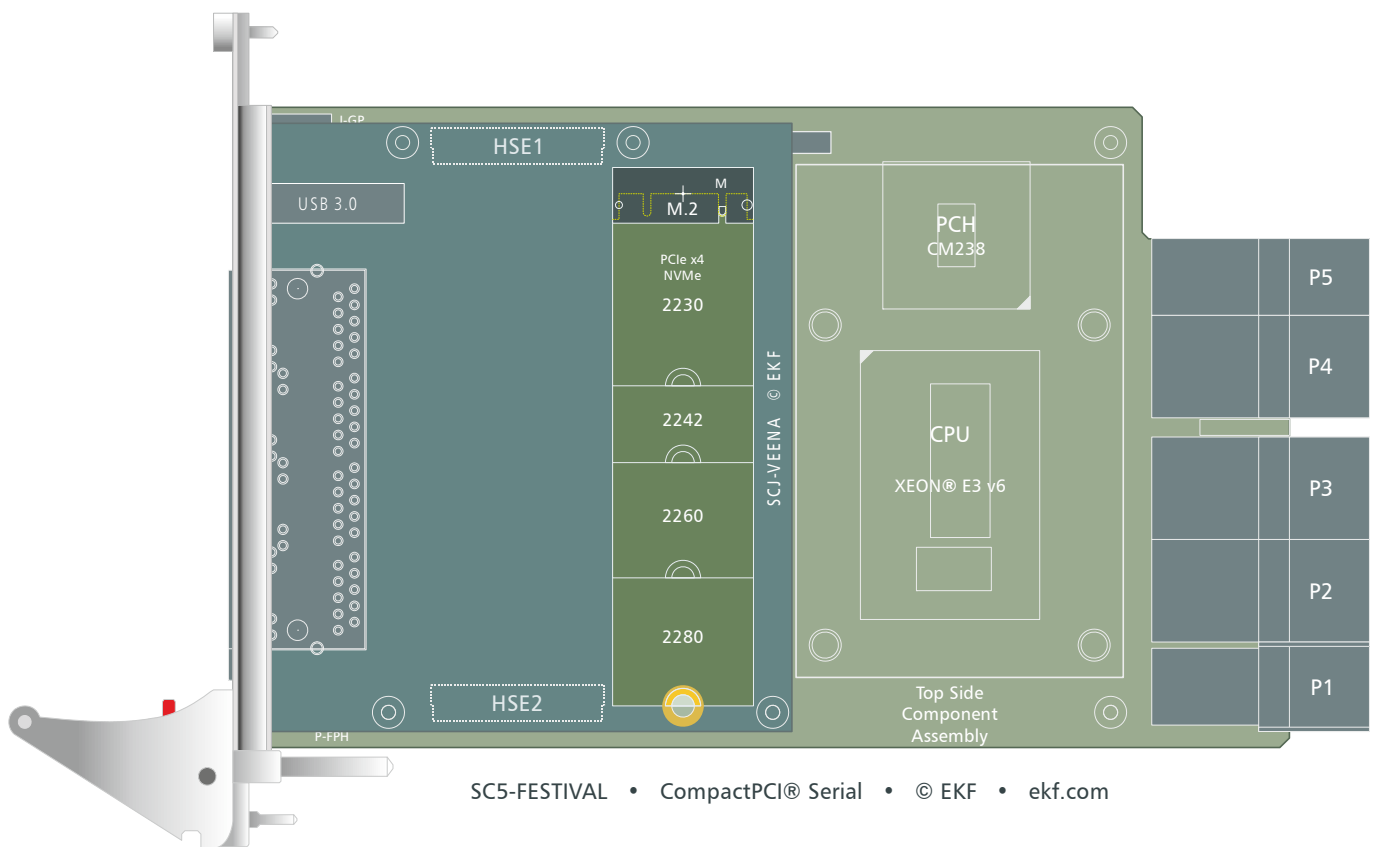 J-GP
HSE1
USB 3.0
M
M.2
PCIe x4
NVMe
2230
2242
2260
2280
SCJ-VEENA © EKF
HSE2
P-FPH
PCH
CM238
CPU
XEON® E3 v6
Top Side
Component
Assembly
P5
P4
P3
P2
P1
SC5-FESTIVAL • CompactPCI® Serial • © EKF • ekf.com